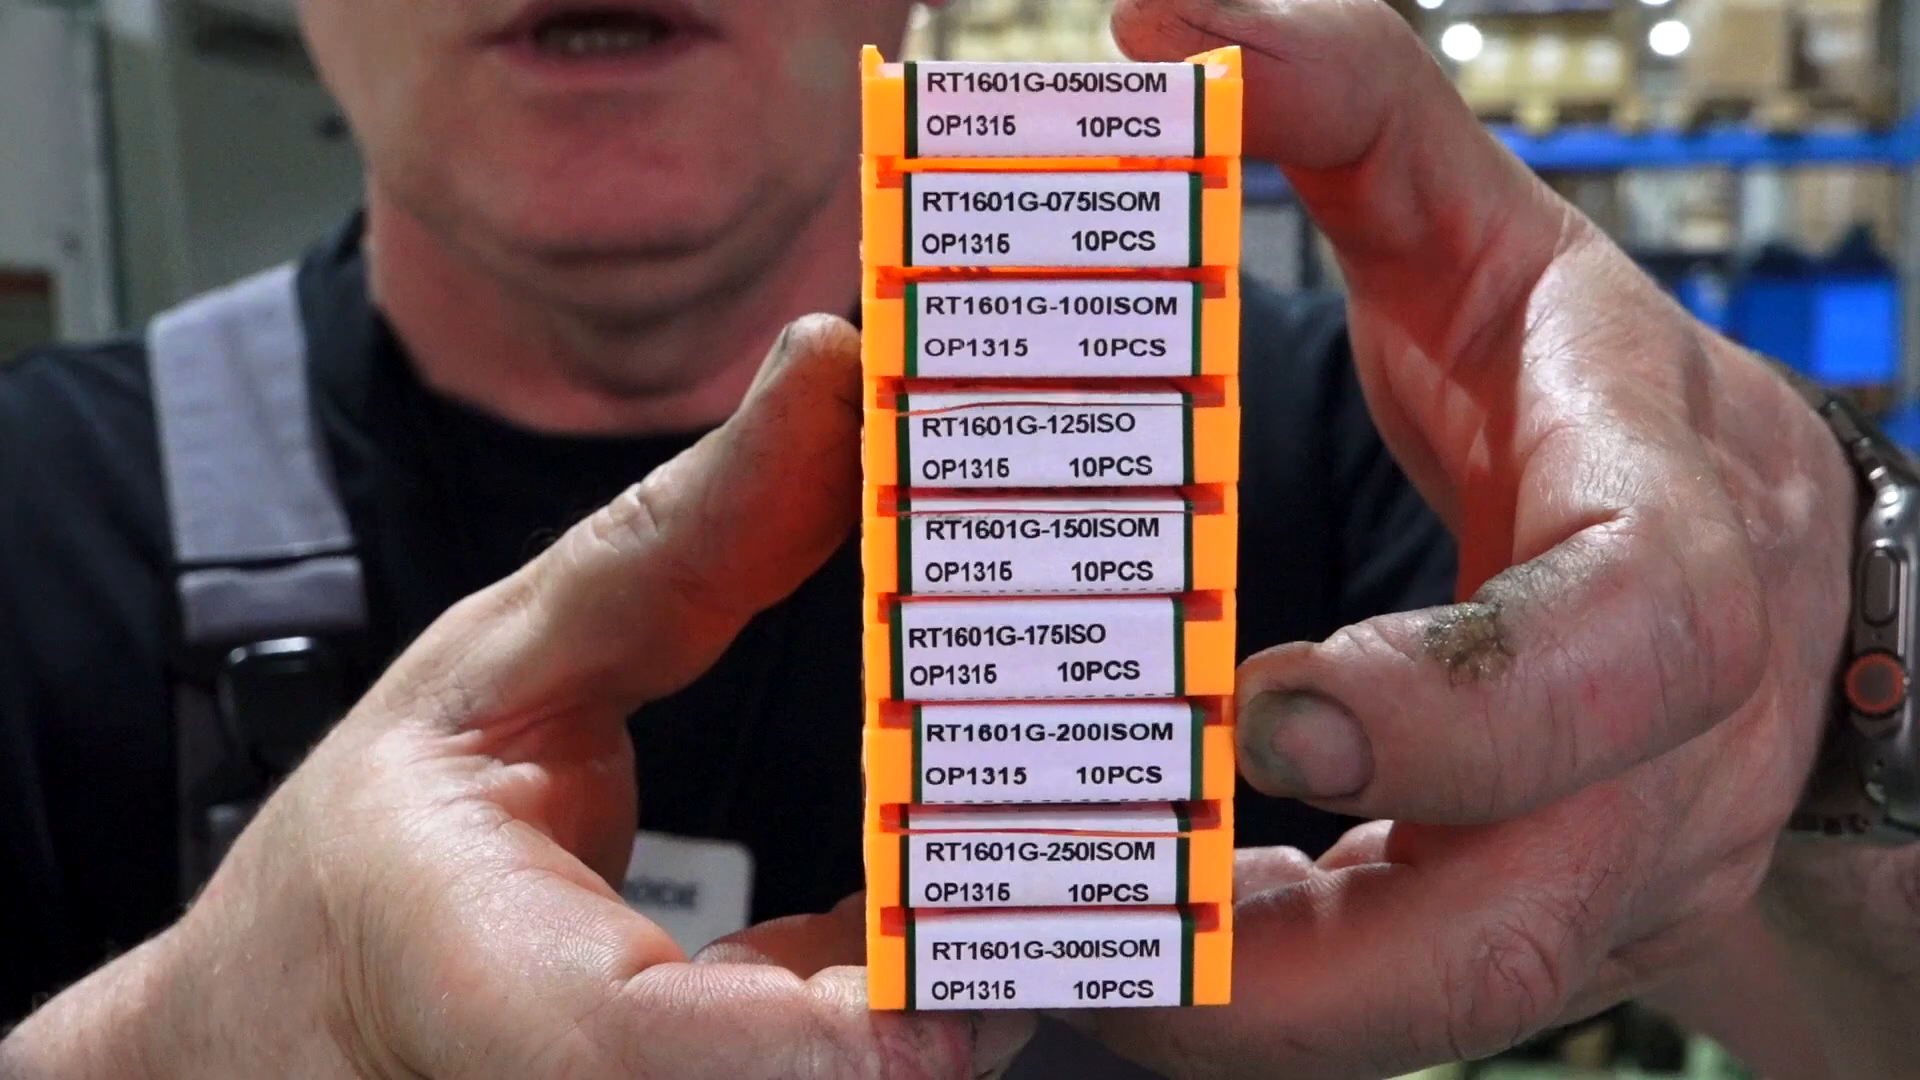 RT1601G-050ISOM
OP1315 10PCS
RT1601G-075ISOM
OP1315 10PCS
RT1601G-100ISOM
OP1315 10PCS
RT1601G-125ISO
OP1315 10PCS
RT1601G-150ISOM
OP1315 10PCS
RT1601G-175ISO
OP1315 10PCS
RT1601G-200ISOM
OP1315 10PCS
RT1601G-250ISOM
OP1315 10PCS
RT1601G-300ISOM
OP1315 10PCS